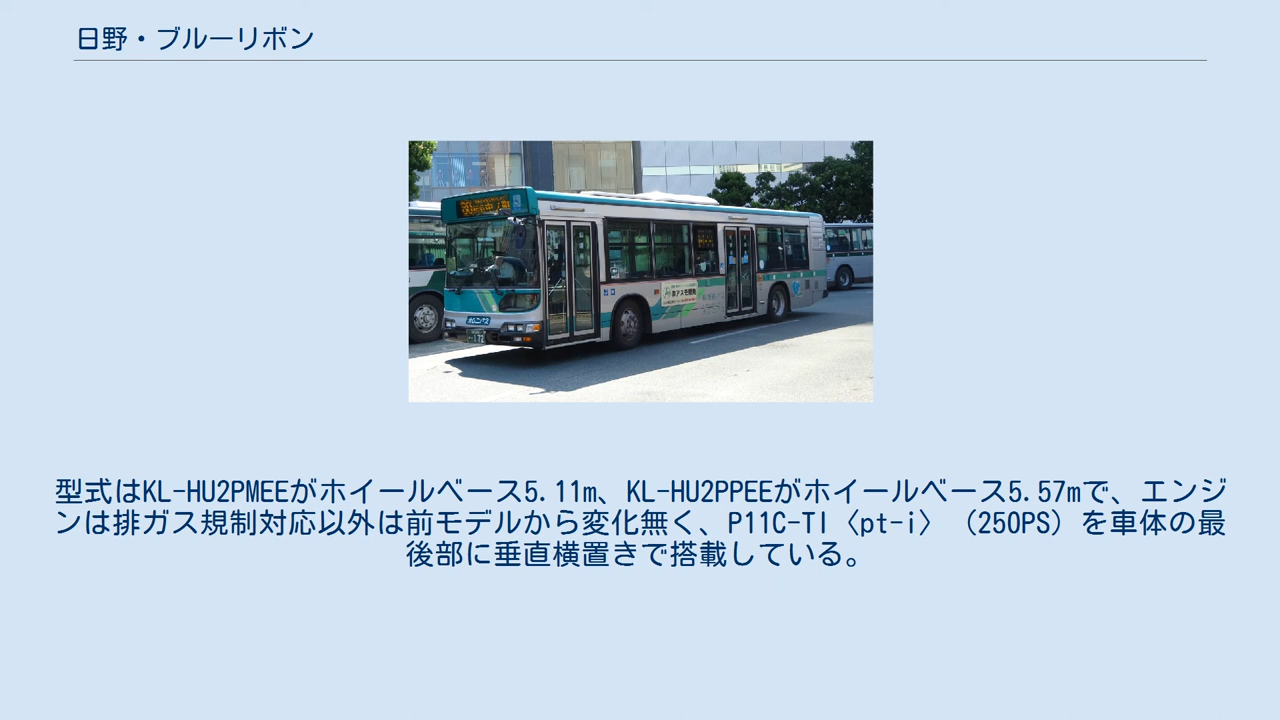 日野・ブルーリボン
型式はKL-HU2PMEEがホイールベース5.11m、KL-HU2PPEEがホイールベース5.57mで、エンジ
ンは排ガス規制対応以外は前モデルから変化無く、P11C-TI〈pt-i〉（250PS）を車体の最
後部に垂直横置きで搭載している。